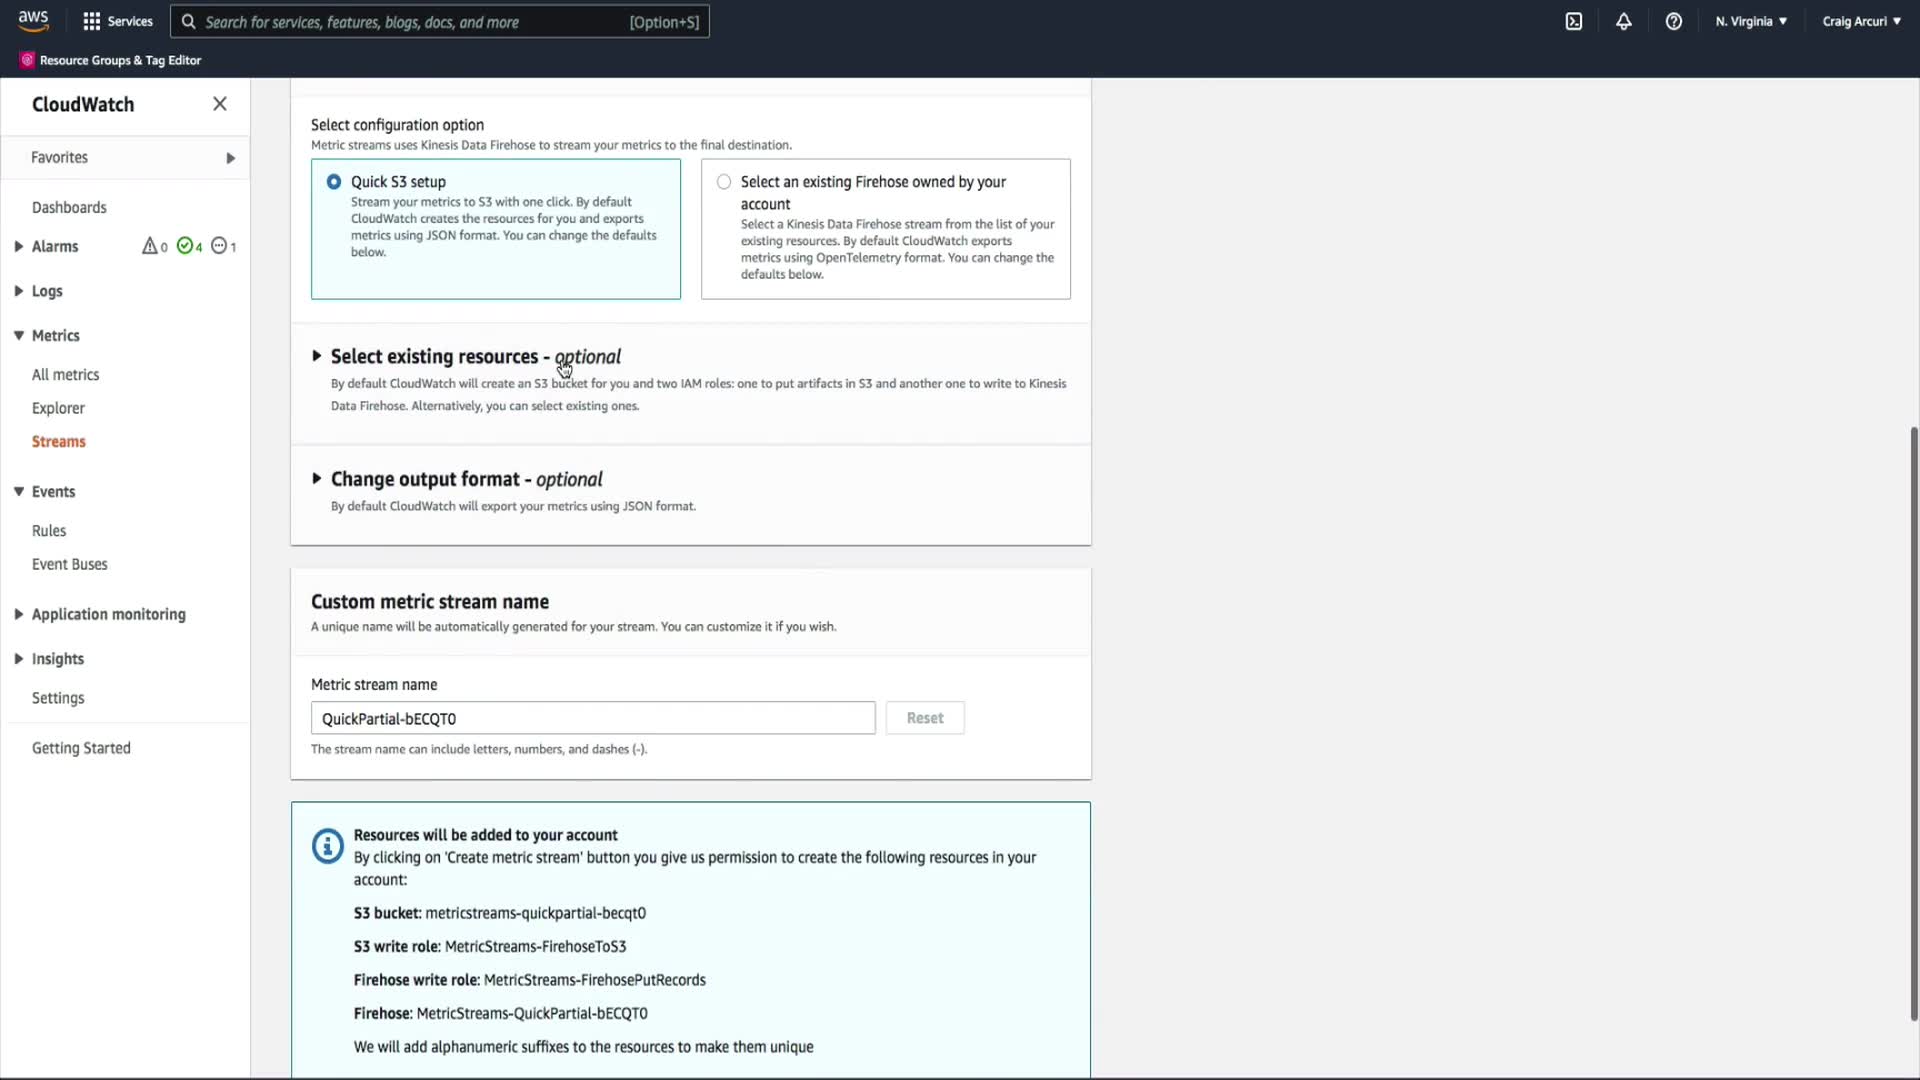 aws
Services
Search for services, features, blogs, docs, and more
[Option+S]
N. Virginia ▼
Craig Arcuri ▼
Resource Groups & Tag Editor
CloudWatch
Favorites
Dashboards
Alarms
0
4
1
Logs
Metrics
All metrics
Explorer
Streams
Events
Rules
Event Buses
Application monitoring
Insights
Settings
Getting Started
Select configuration option
Metric streams uses Kinesis Data Firehose to stream your metrics to the final destination.
Quick S3 setup
Stream your metrics to S3 with one click. By default
CloudWatch creates the resources for you and exports
metrics using JSON format. You can change the defaults
below.
Select an existing Firehose owned by your
account
Select a Kinesis Data Firehose stream from the list of your
existing resources. By default CloudWatch exports
metrics using OpenTelemetry format. You can change the
defaults below.
Select existing resources - optional
By default CloudWatch will create an S3 bucket for you and two IAM roles: one to put artifacts in S3 and another one to write to Kinesis
Data Firehose. Alternatively, you can select existing ones.
Change output format - optional
By default CloudWatch will export your metrics using JSON format.
Custom metric stream name
A unique name will be automatically generated for your stream. You can customize it if you wish.
Metric stream name
QuickPartial-bECQT0
Reset
The stream name can include letters, numbers, and dashes (-).
Resources will be added to your account
By clicking on 'Create metric stream' button you give us permission to create the following resources in your
account:
S3 bucket: metricstreams-quickpartial-becqt0
S3 write role: MetricStreams-FirehoseToS3
Firehose write role: MetricStreams-FirehosePutRecords
Firehose: MetricStreams-QuickPartial-bECQT0
We will add alphanumeric suffixes to the resources to make them unique